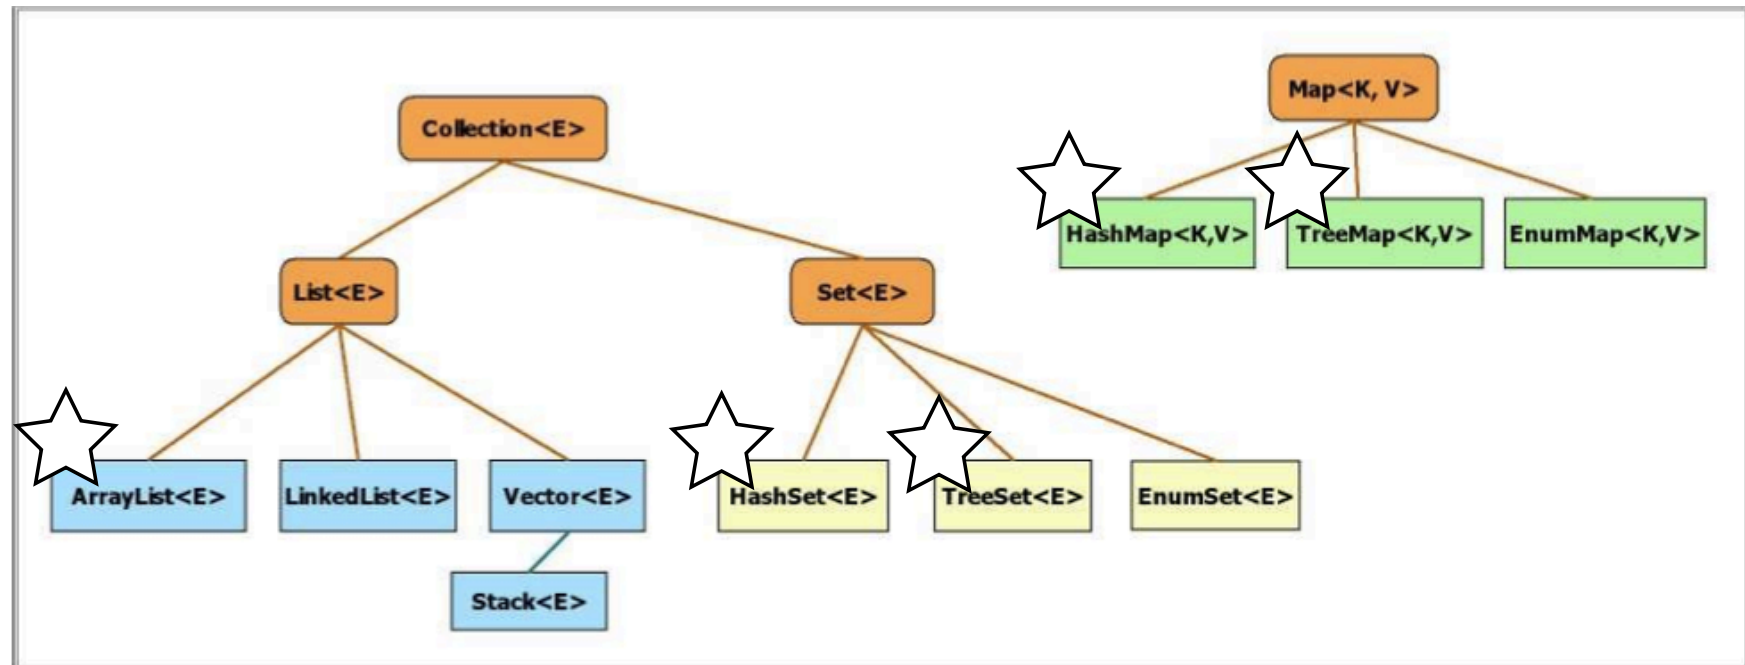 Map<K, V>
Collection<E>
HashMap<K,V>
TreeMap<K,V>
EnumMap<K,V>
List<E>
Set<E>
ArrayList<E>
LinkedList<E>
Vector<E>
HashSet<E>
TreeSet<E>
EnumSet<E>
Stack<E>